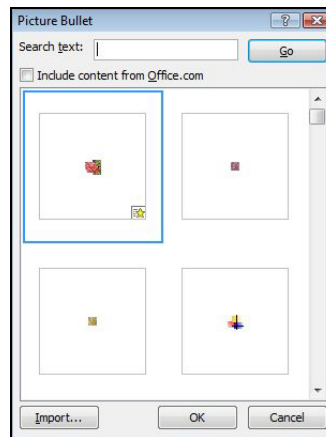 Picture Bullet
Search text:
Go
Include content from Office.com
Import...
OK
Cancel